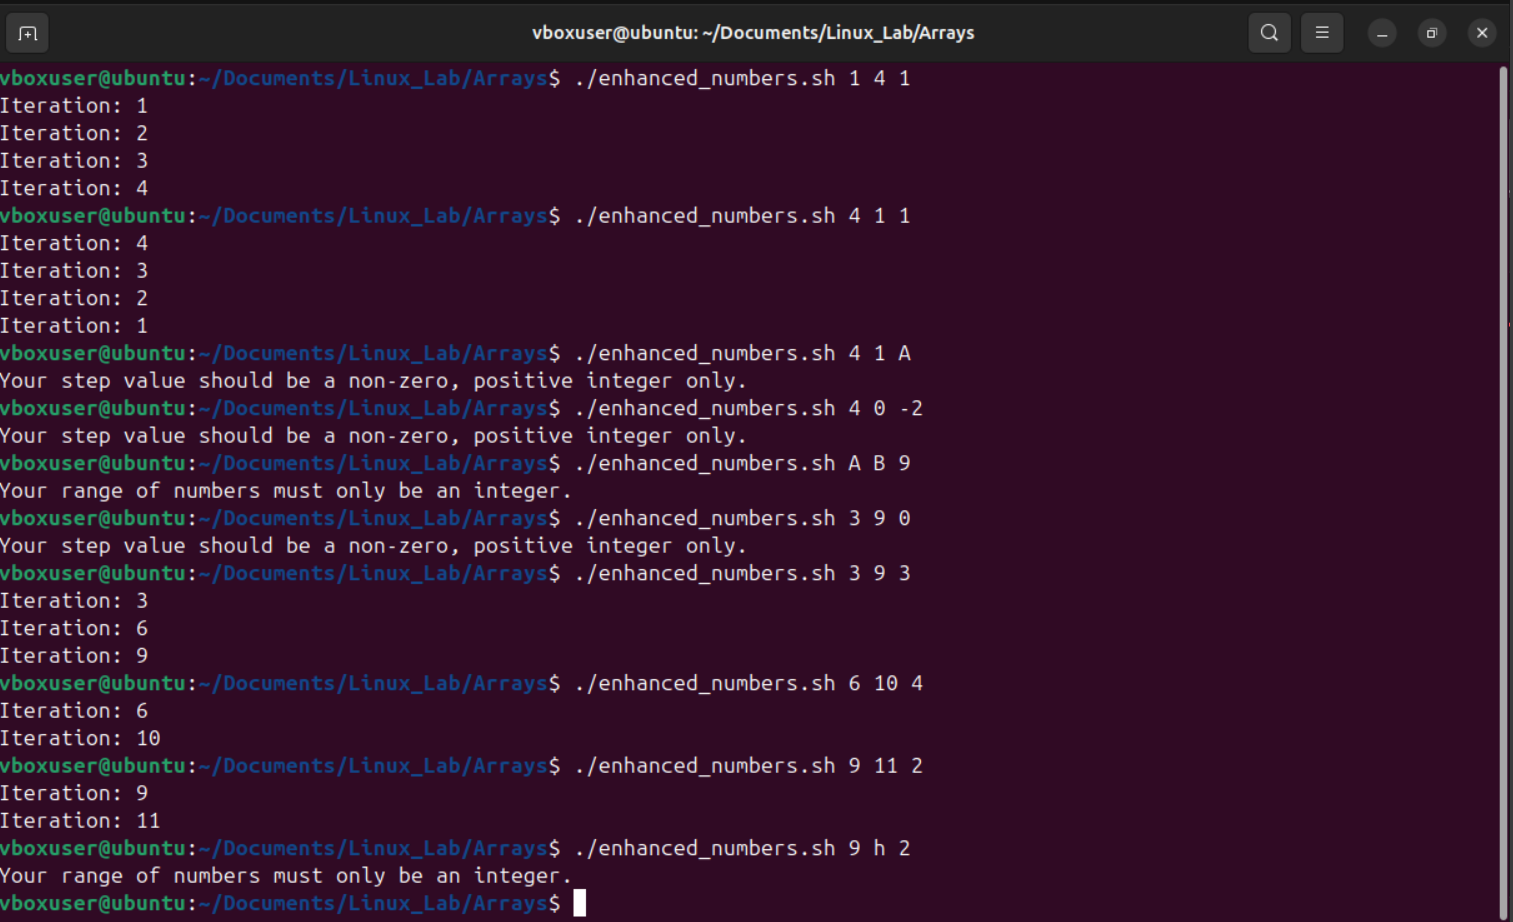 vboxuser@ubuntu: ~/Documents/Linux_Lab/Arrays
vboxuser@ubuntu:~/Documents/Linux_Lab/Arrays$ ./enhanced_numbers.sh 1 4 1
Iteration: 1
Iteration: 2
Iteration: 3
Iteration: 4
vboxuser@ubuntu:~/Documents/Linux_Lab/Arrays$ ./enhanced_numbers.sh 4 1 1
Iteration: 4
Iteration: 3
Iteration: 2
Iteration: 1
vboxuser@ubuntu:~/Documents/Linux_Lab/Arrays$ ./enhanced_numbers.sh 4 1 A
Your step value should be a non-zero, positive integer only.
vboxuser@ubuntu:~/Documents/Linux_Lab/Arrays$ ./enhanced_numbers.sh 4 0 -2
Your step value should be a non-zero, positive integer only.
vboxuser@ubuntu:~/Documents/Linux_Lab/Arrays$ ./enhanced_numbers.sh A B 9
Your range of numbers must only be an integer.
vboxuser@ubuntu:~/Documents/Linux_Lab/Arrays$ ./enhanced_numbers.sh 3 9 0
Your step value should be a non-zero, positive integer only.
vboxuser@ubuntu:~/Documents/Linux_Lab/Arrays$ ./enhanced_numbers.sh 3 9 3
Iteration: 3
Iteration: 6
Iteration: 9
vboxuser@ubuntu:~/Documents/Linux_Lab/Arrays$ ./enhanced_numbers.sh 6 10 4
Iteration: 6
Iteration: 10
vboxuser@ubuntu:~/Documents/Linux_Lab/Arrays$ ./enhanced_numbers.sh 9 11 2
Iteration: 9
Iteration: 11
vboxuser@ubuntu:~/Documents/Linux_Lab/Arrays$ ./enhanced_numbers.sh 9 h 2
Your range of numbers must only be an integer.
vboxuser@ubuntu:~/Documents/Linux_Lab/Arrays$